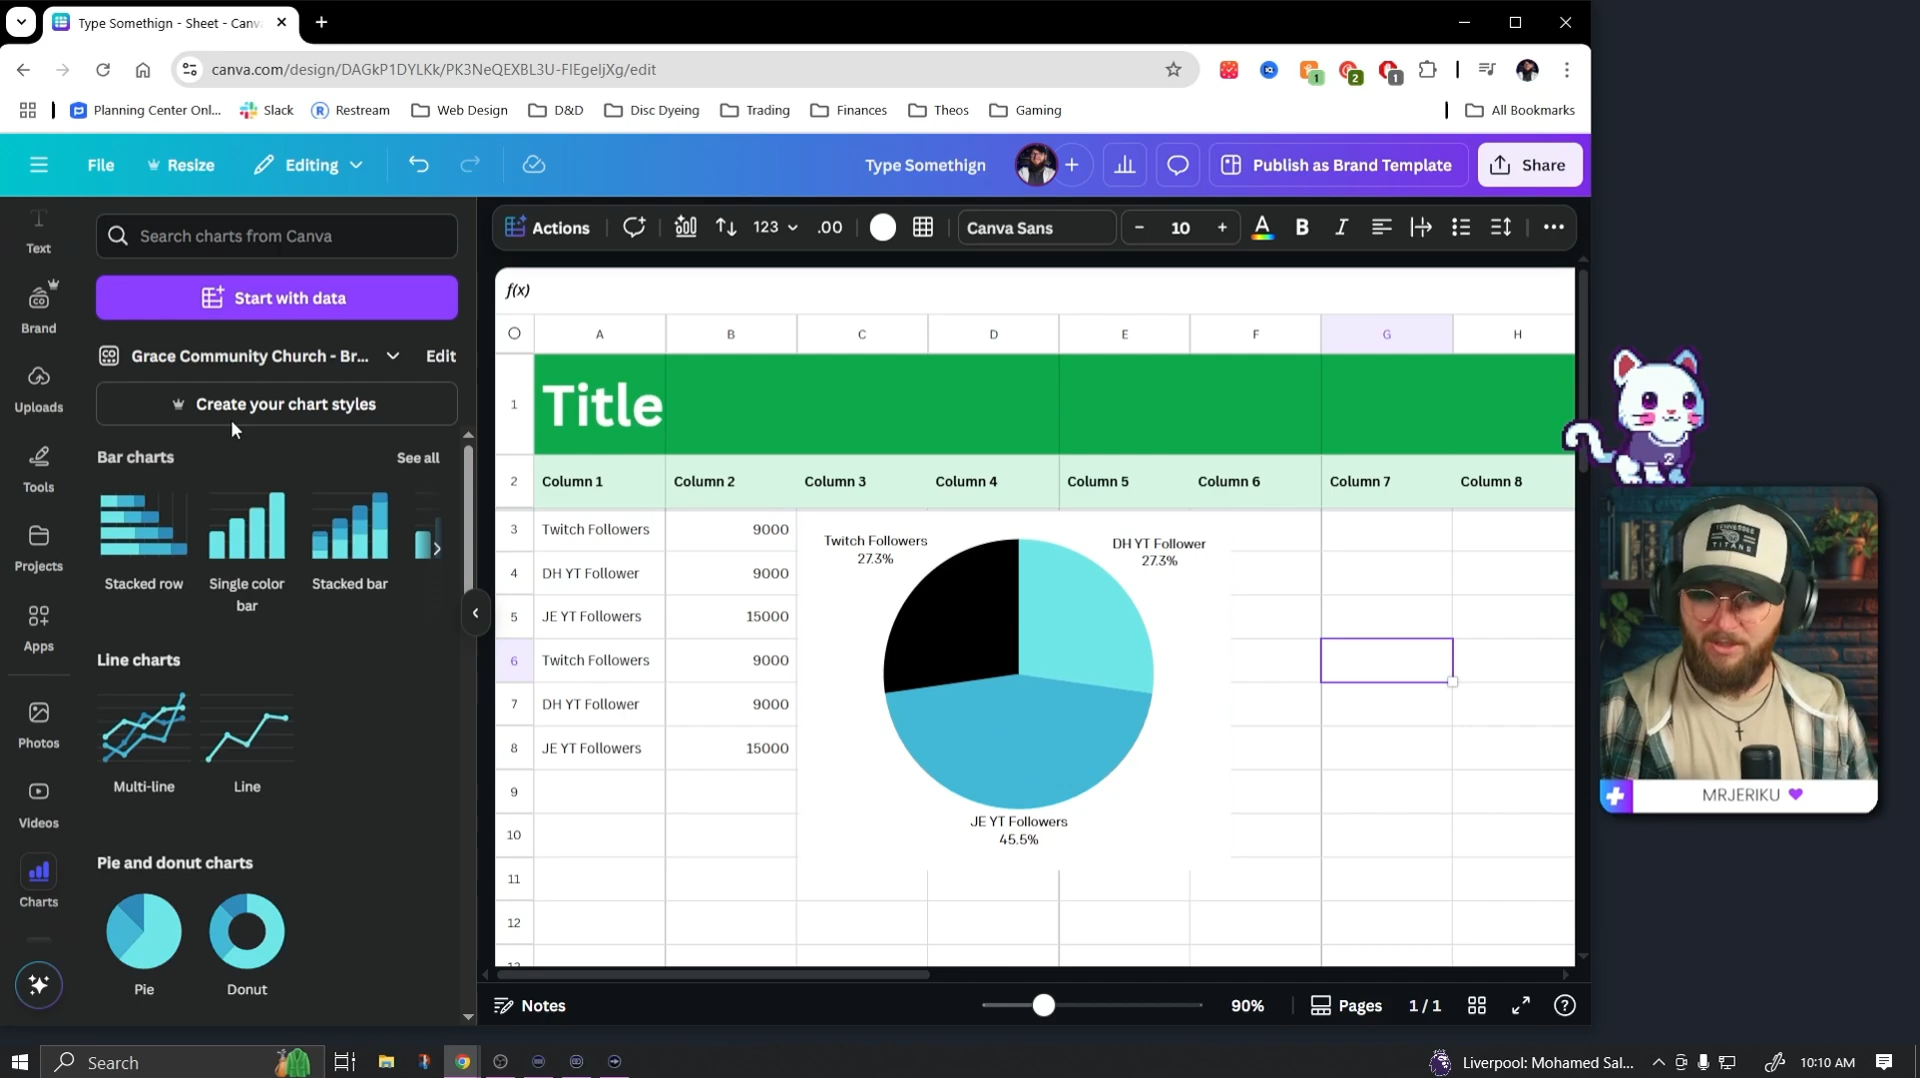 Type Somethign - Sheet - Canv
canva.com/design/DAGkP1DYLKk/PK3NeQEXBL3U-FIEgeljXg/edit
1
2
1
Planning Center Onl...
Slack
Restream
Web Design
D&D
Disc Dyeing
Trading
Finances
Theos
Gaming
All Bookmarks
File
Resize
Editing
Type Somethign
Publish as Brand Template
Share
Text
Brand
Uploads
Tools
Projects
Apps
Photos
Videos
Charts
Search charts from Canva
Start with data
Grace Community Church - Br...
Edit
Create your chart styles
Bar charts
See all
Stacked row
Single color
bar
Stacked bar
Line charts
Multi-line
Line
Pie and donut charts
Pie
Donut
Actions
123
.00
Canva Sans
– 10 +
A
B
I
f(x)
A B C D E F G H
1 Title
2 Column 1 Column 2 Column 3 Column 4 Column 5 Column 6 Column 7 Column 8
3 Twitch Followers 9000
4 DH YT Follower 9000
5 JE YT Followers 15000
6 Twitch Followers 9000
7 DH YT Follower 9000
8 JE YT Followers 15000
9
10
11
12
Twitch Followers
27.3%
DH YT Follower
27.3%
JE YT Followers
45.5%
Notes
90%
Pages
1 / 1
2
TENNESSEE
TITANS
MRJERIKU
Search
Liverpool: Mohamed Sal...
10:10 AM